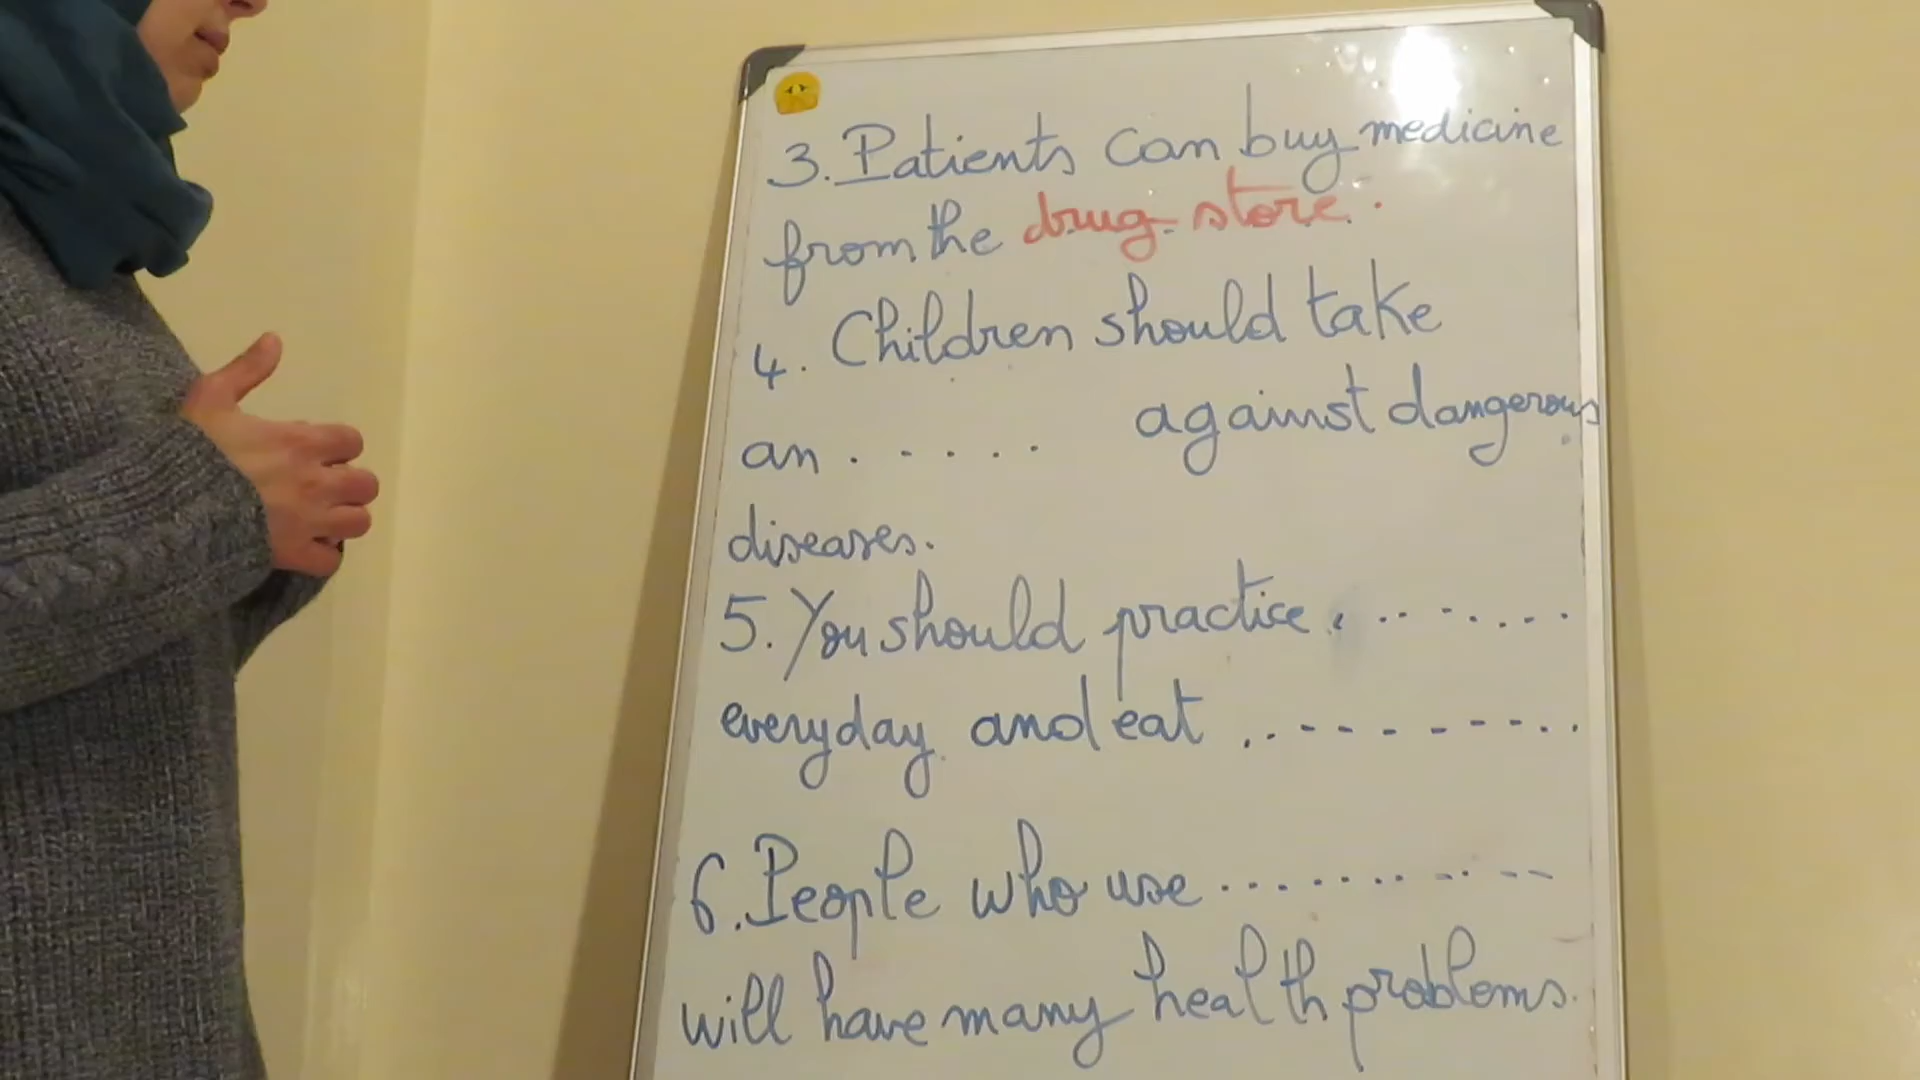 3. Patients can buy medicine
from the drug-store.
4. Children should take
an ..... against dangerous
diseases.
5. You should practice ........
everyday and eat ..........
6. People who use ..........
will have many health problems.